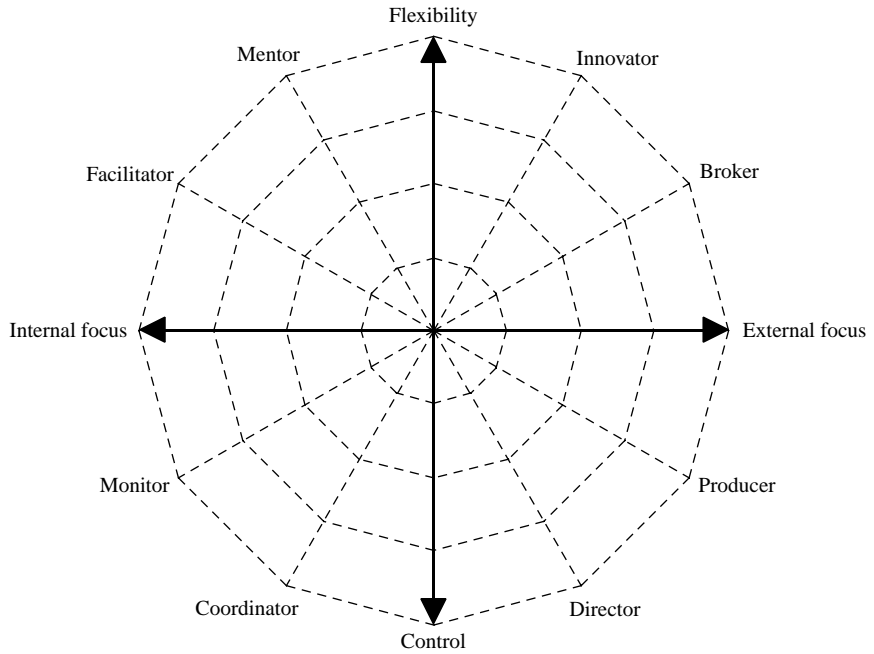 Flexibility
Mentor
Innovator
Facilitator
Broker
Internal focus
External focus
Monitor
Producer
Coordinator
Director
Control